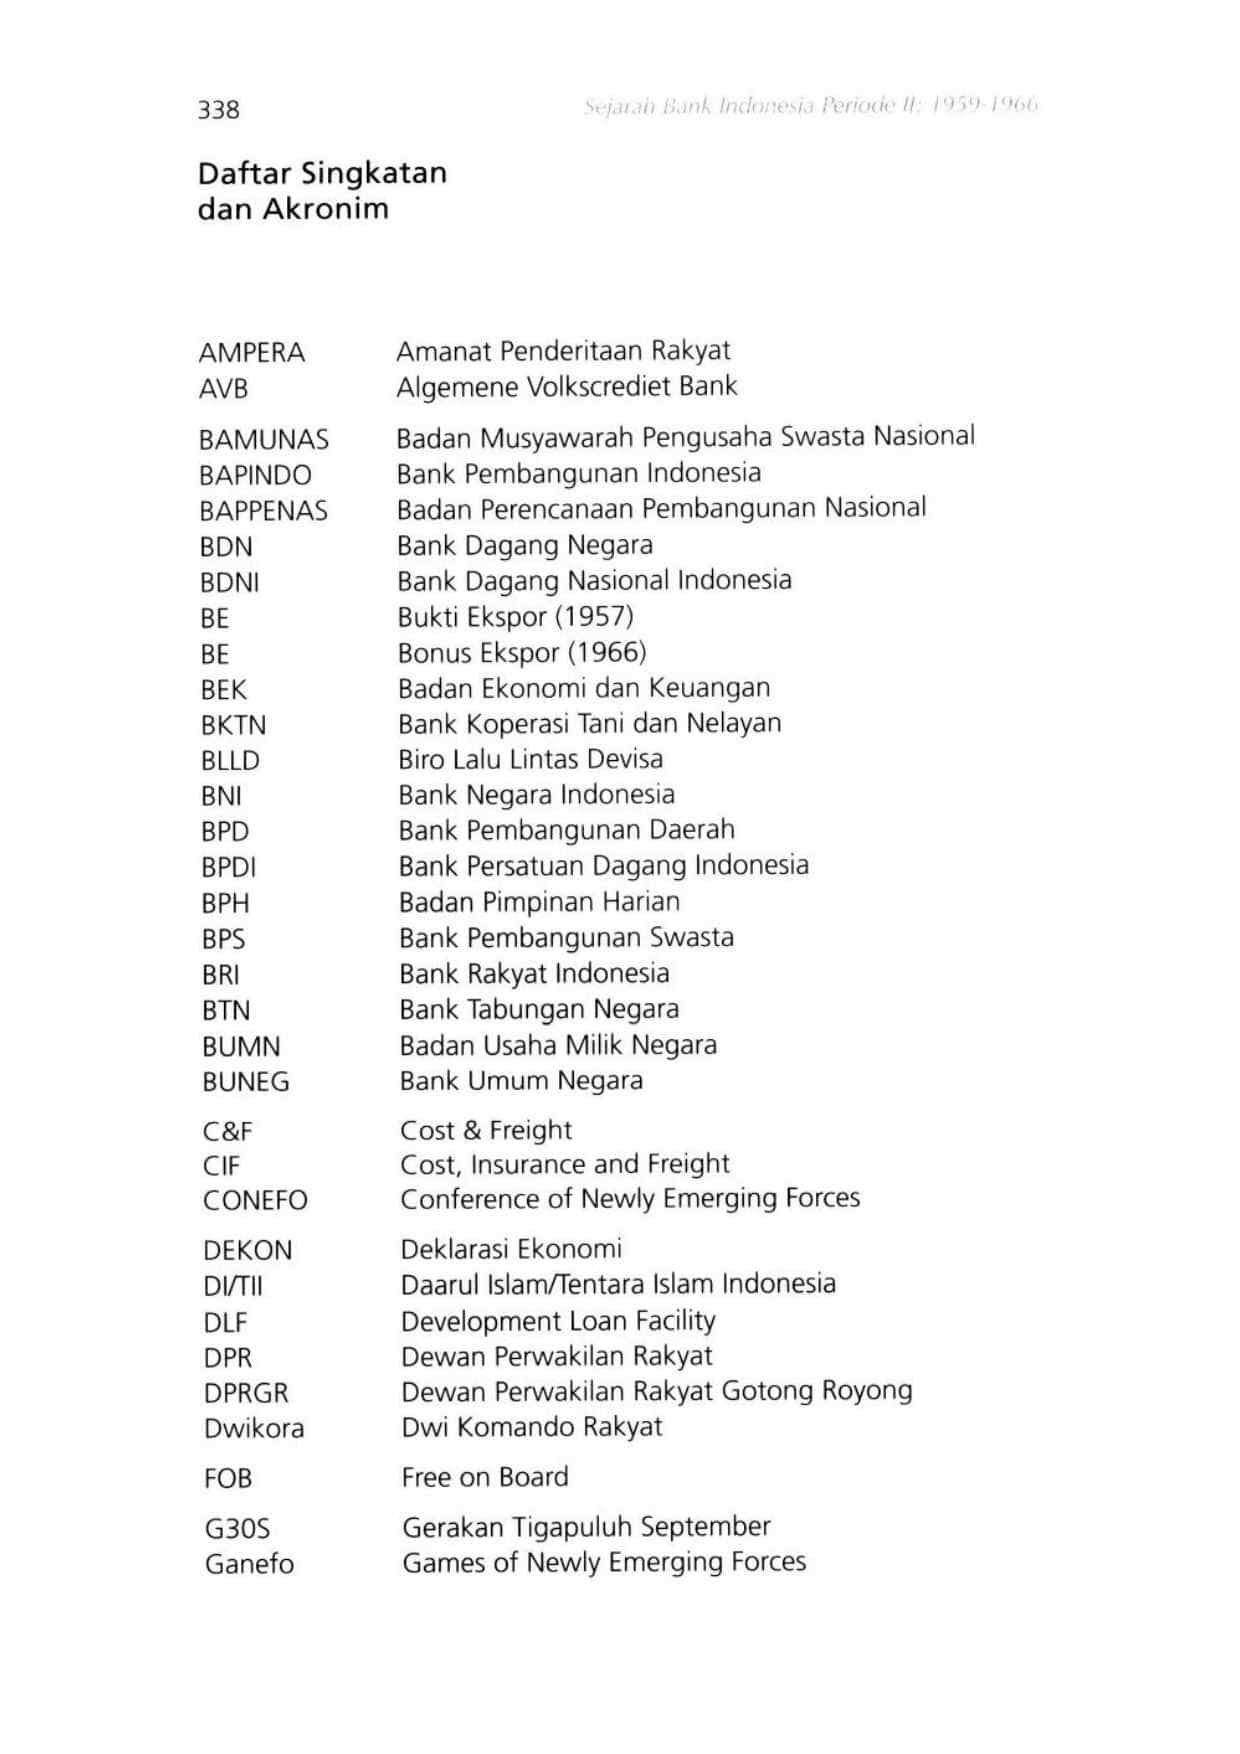 338 Sejarah Bank Indonesia Periode II: 1959-1966
Daftar Singkatan
dan Akronim
AMPERA Amanat Penderitaan Rakyat
AVB Algemene Volkscrediet Bank
BAMUNAS Badan Musyawarah Pengusaha Swasta Nasional
BAPINDO Bank Pembangunan Indonesia
BAPPENAS Badan Perencanaan Pembangunan Nasional
BDN Bank Dagang Negara
BDNI Bank Dagang Nasional Indonesia
BE Bukti Ekspor (1957)
BE Bonus Ekspor (1966)
BEK Badan Ekonomi dan Keuangan
BKTN Bank Koperasi Tani dan Nelayan
BLLD Biro Lalu Lintas Devisa
BNI Bank Negara Indonesia
BPD Bank Pembangunan Daerah
BPDI Bank Persatuan Dagang Indonesia
BPH Badan Pimpinan Harian
BPS Bank Pembangunan Swasta
BRI Bank Rakyat Indonesia
BTN Bank Tabungan Negara
BUMN Badan Usaha Milik Negara
BUNEG Bank Umum Negara
C&F Cost & Freight
CIF Cost, Insurance and Freight
CONEFO Conference of Newly Emerging Forces
DEKON Deklarasi Ekonomi
DI/TII Daarul Islam/Tentara Islam Indonesia
DLF Development Loan Facility
DPR Dewan Perwakilan Rakyat
DPRGR Dewan Perwakilan Rakyat Gotong Royong
Dwikora Dwi Komando Rakyat
FOB Free on Board
G30S Gerakan Tigapuluh September
Ganefo Games of Newly Emerging Forces